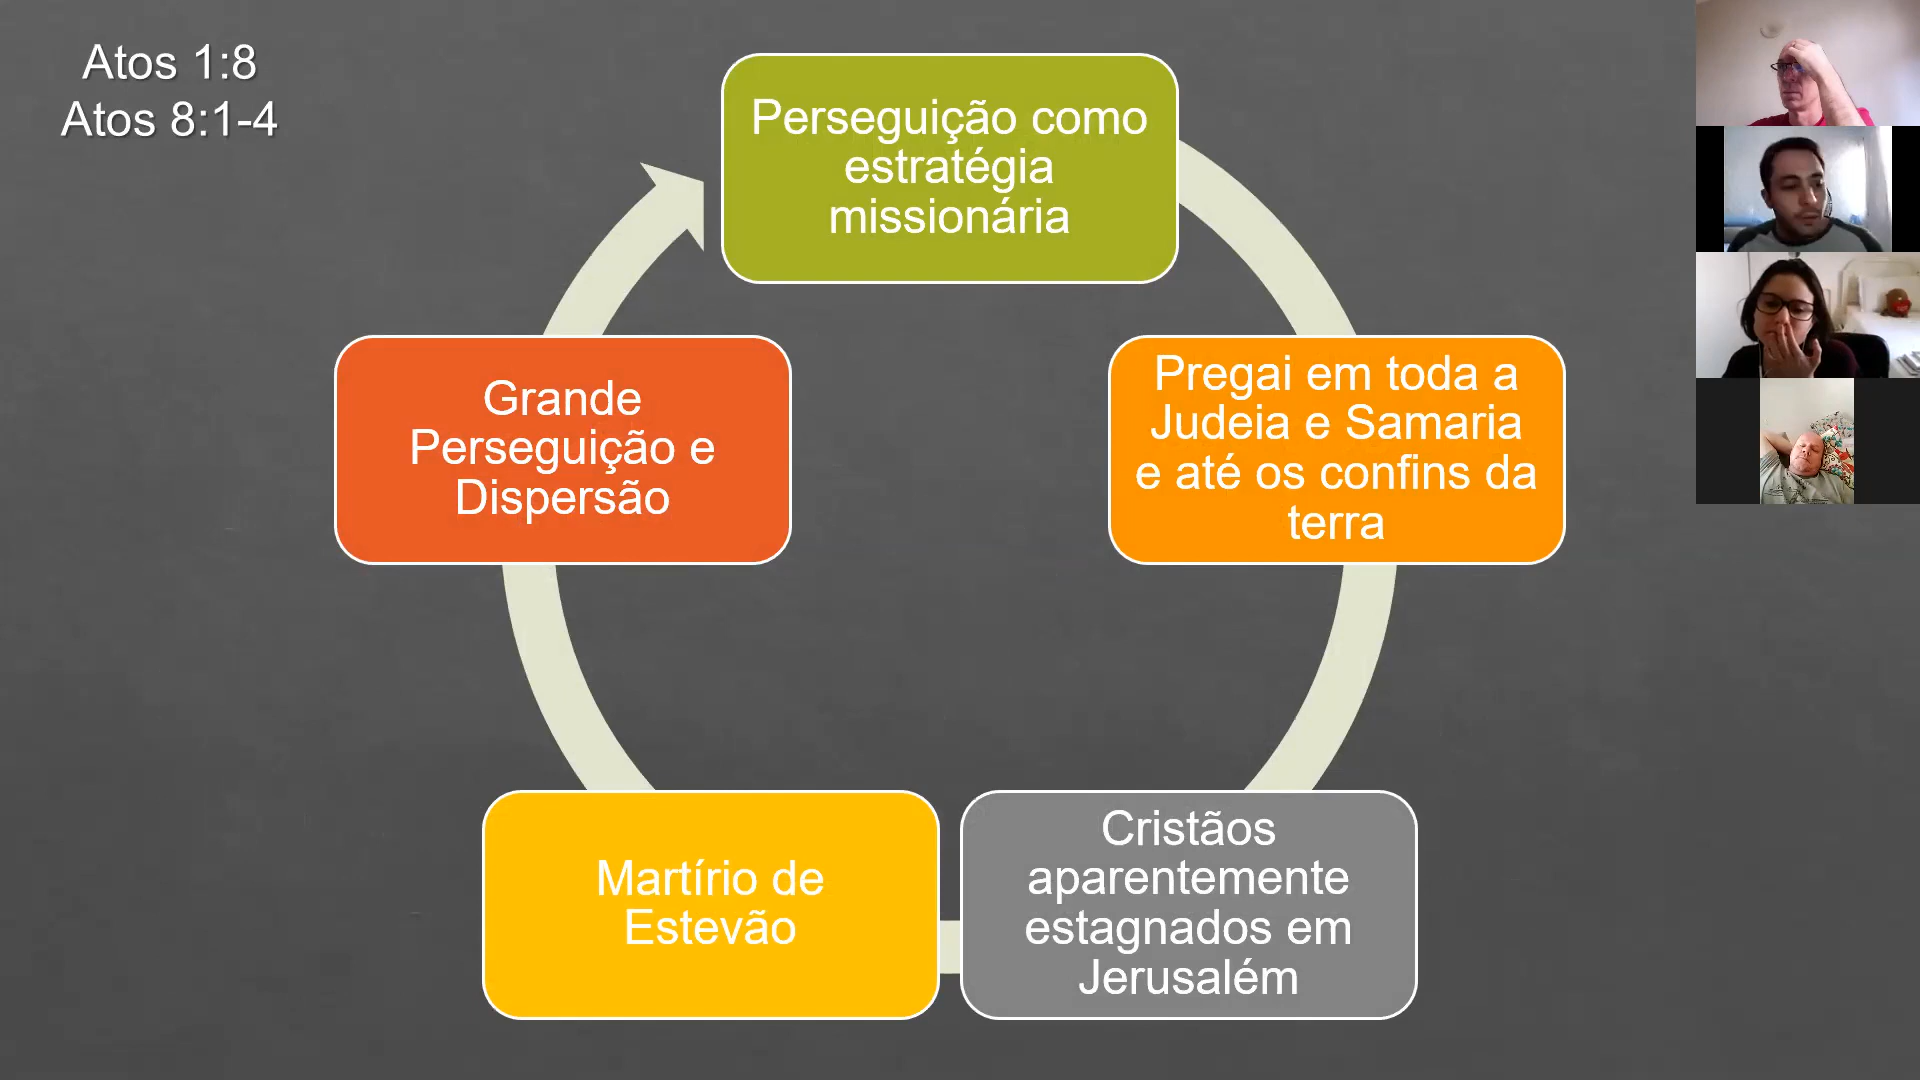 Atos 1:8
Atos 8:1-4
Perseguição como
estratégia
missionária
Pregai em toda a
Judeia e Samaria
e até os confins da
terra
Cristãos
aparentemente
estagnados em
Jerusalém
Martírio de
Estevão
Grande
Perseguição e
Dispersão